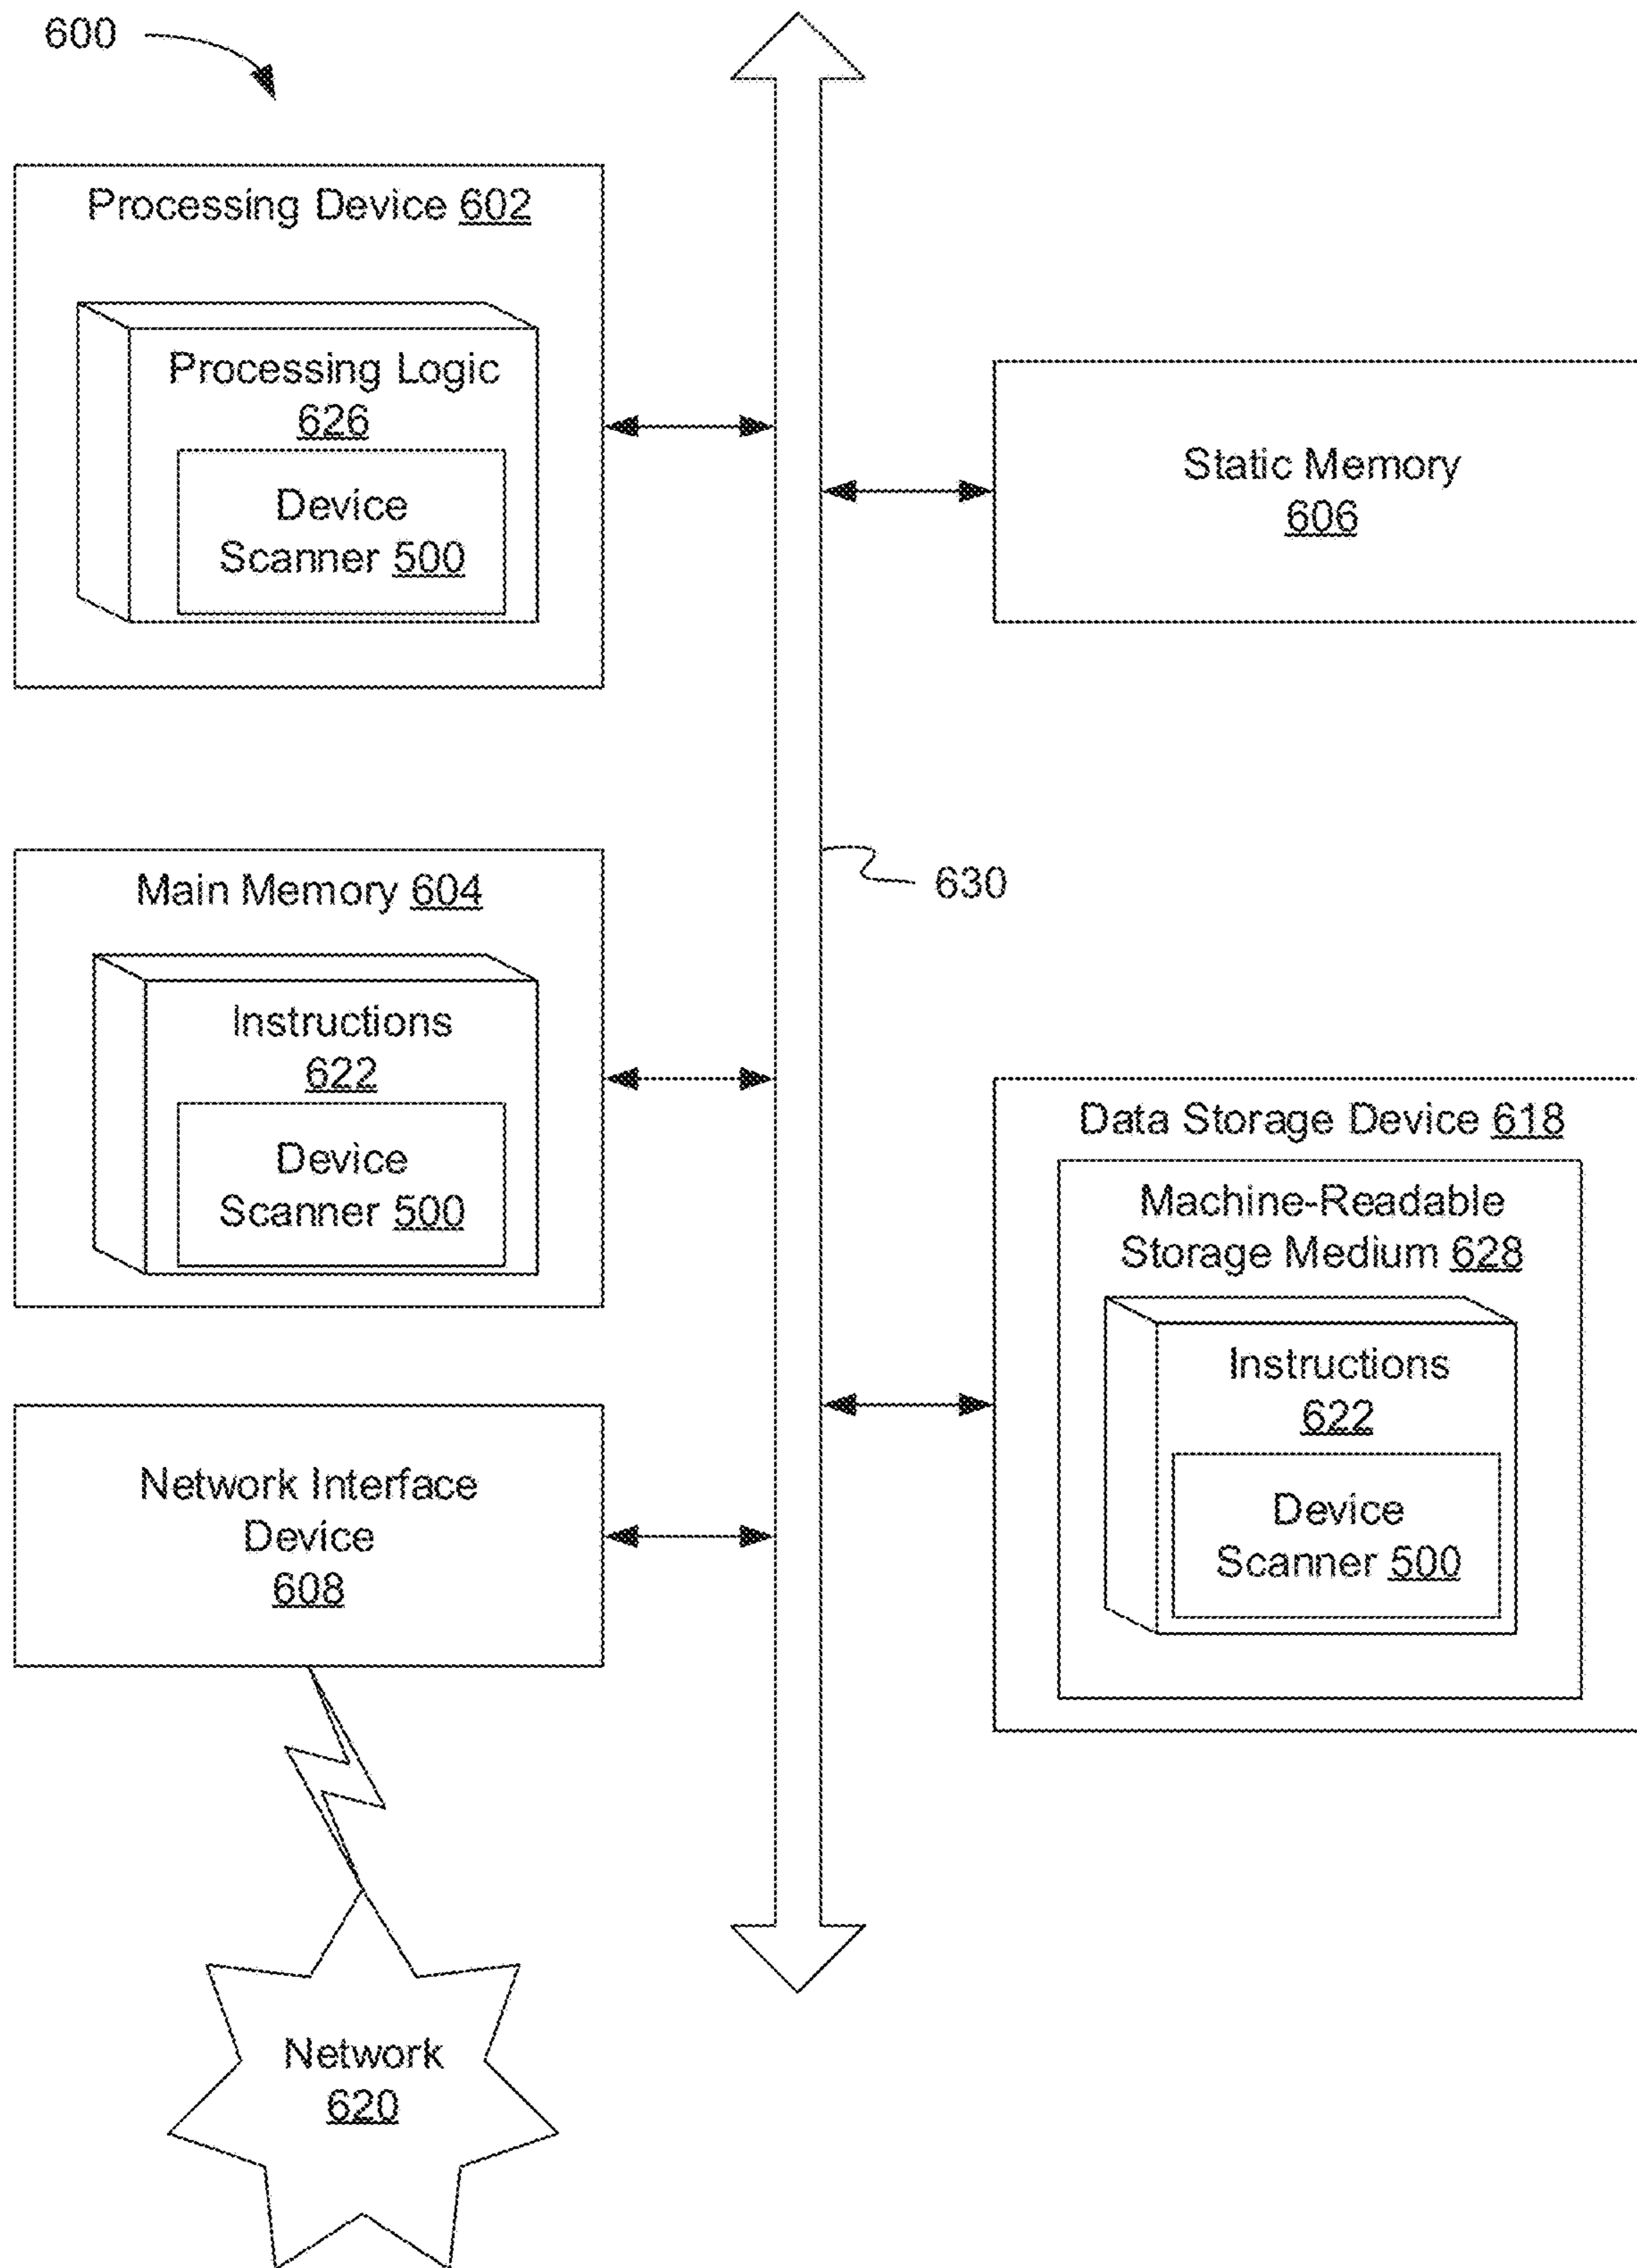 600
Processing Device 602
Processing Logic
626
Device
Scanner 500
Static Memory
606
Main Memory 604
630
Instructions
622
Device
Scanner 500
Data Storage Device 618
Machine-Readable
Storage Medium 628
Instructions
622
Device
Scanner 500
Network Interface
Device
608
Network
620